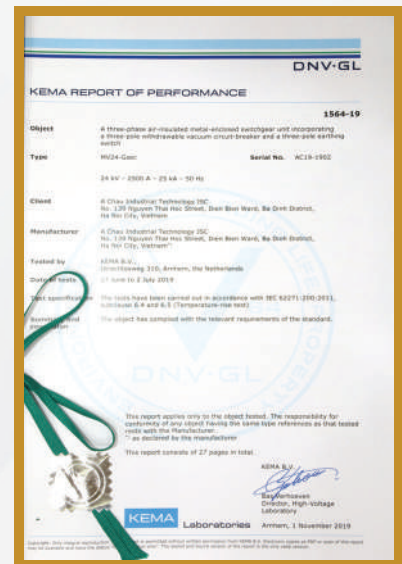 DNV·GL
KEMA REPORT OF PERFORMANCE
1564-19
Object A three-phase air-insulated metal-enclosed switchgear unit incorporating
a three-pole withdrawable vacuum circuit-breaker and a three-pole earthing
switch
Type MV24-Gsec Serial No. AC19-1902
24 kV - 2500 A - 25 kA - 50 Hz
Client A Chau Industrial Technology JSC
No. 139 Nguyen Thai Hoc Street, Dien Bien Ward, Ba Dinh District,
Ha Noi City, Vietnam
Manufacturer A Chau Industrial Technology JSC
No. 139 Nguyen Thai Hoc Street, Dien Bien Ward, Ba Dinh District,
Ha Noi City, Vietnam*)
Tested by KEMA B.V.,
Utrechtseweg 310, Arnhem, the Netherlands
Date of tests 27 June to 2 July 2019
Test specification The tests have been carried out in accordance with IEC 62271-200:2011,
subclause 6.4 and 6.5 (Temperature-rise test)
Summary and The object has complied with the relevant requirements of the standard.
DNV·GL
This report applies only to the object tested. The responsibility for
conformity of any object having the same type references as that tested
rests with the Manufacturer.
*) as declared by the manufacturer
This report consists of 27 pages in total.
KEMA B.V.
Bas Verhoeven
Director, High-Voltage
Laboratory
KEMA Laboratories Arnhem, 1 November 2019